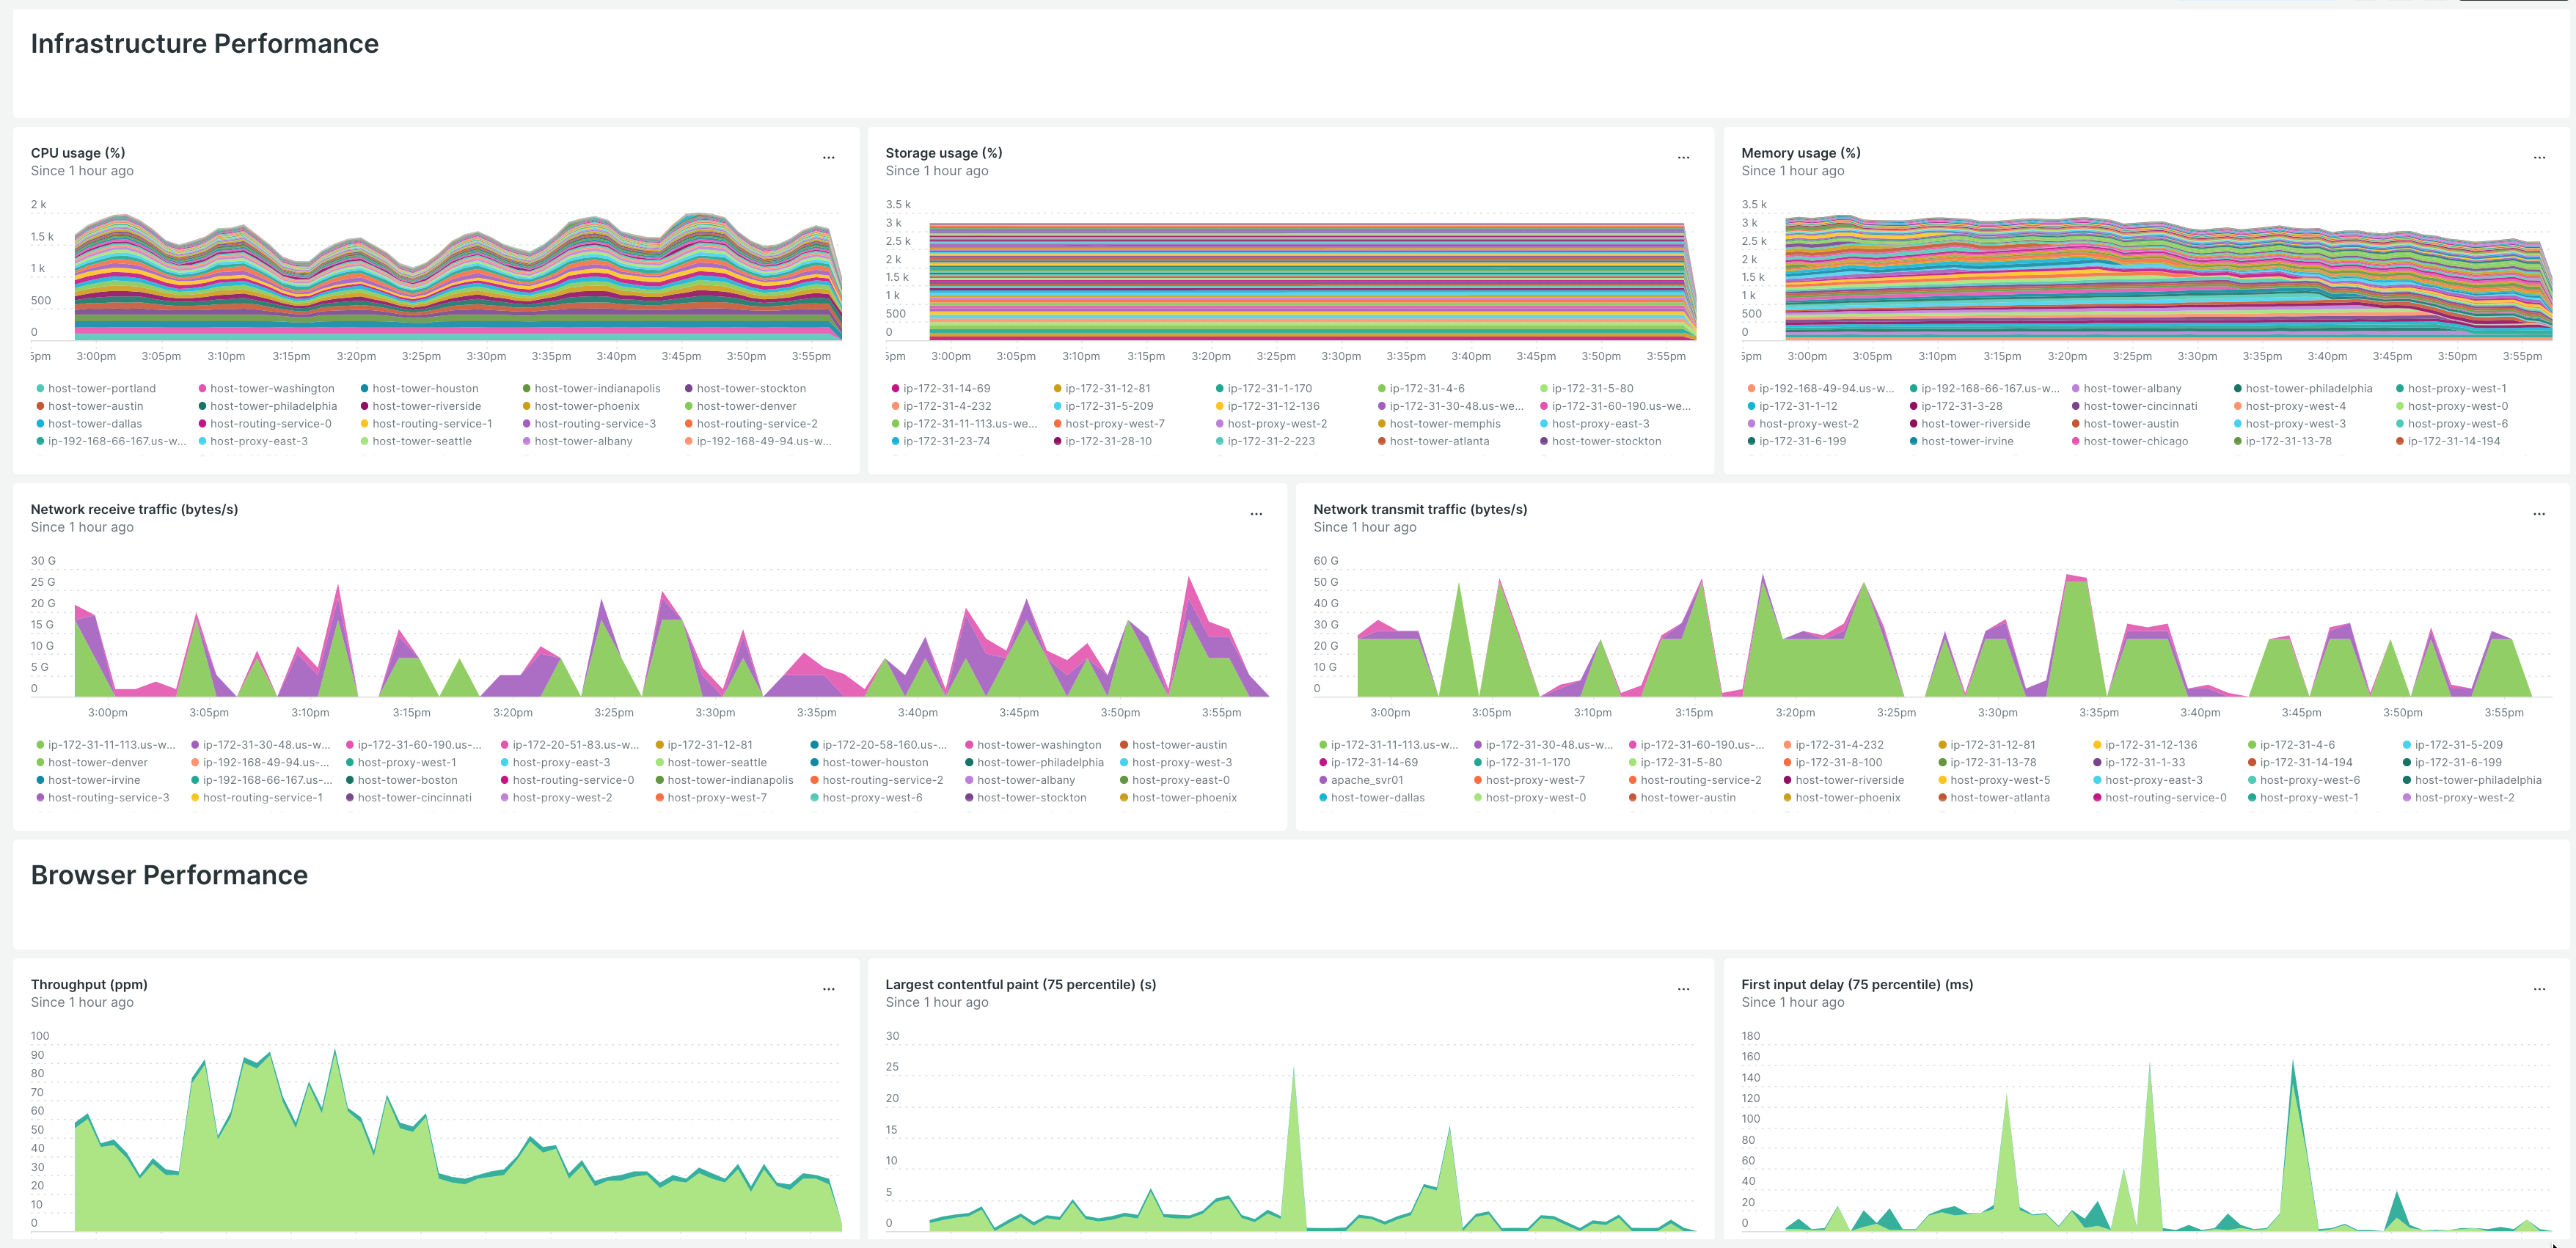 Infrastructure Performance
CPU usage (%)
...
Since 1 hour ago
2 k
1.5 k
1 k
500
0
5pm 3:00pm 3:05pm 3:10pm 3:15pm 3:20pm 3:25pm 3:30pm 3:35pm 3:40pm 3:45pm 3:50pm 3:55pm
host-tower-portland host-tower-washington host-tower-houston host-tower-indianapolis host-tower-stockton
host-tower-austin host-tower-philadelphia host-tower-riverside host-tower-phoenix host-tower-denver
host-tower-dallas host-routing-service-0 host-routing-service-1 host-routing-service-3 host-routing-service-2
ip-192-168-66-167.us-w... host-proxy-east-3 host-tower-seattle host-tower-albany ip-192-168-49-94.us-w...
Storage usage (%)
...
Since 1 hour ago
3.5 k
3 k
2.5 k
2 k
1.5 k
1 k
500
0
5pm 3:00pm 3:05pm 3:10pm 3:15pm 3:20pm 3:25pm 3:30pm 3:35pm 3:40pm 3:45pm 3:50pm 3:55pm
ip-172-31-14-69 ip-172-31-12-81 ip-172-31-1-170 ip-172-31-4-6 ip-172-31-5-80
ip-172-31-4-232 ip-172-31-5-209 ip-172-31-12-136 ip-172-31-30-48.us-we... ip-172-31-60-190.us-we...
ip-172-31-11-113.us-we... host-proxy-west-7 host-proxy-west-2 host-tower-memphis host-proxy-east-3
ip-172-31-23-74 ip-172-31-28-10 ip-172-31-2-223 host-tower-atlanta host-tower-stockton
Memory usage (%)
...
Since 1 hour ago
3.5 k
3 k
2.5 k
2 k
1.5 k
1 k
500
0
5pm 3:00pm 3:05pm 3:10pm 3:15pm 3:20pm 3:25pm 3:30pm 3:35pm 3:40pm 3:45pm 3:50pm 3:55pm
ip-192-168-49-94.us-w... ip-192-168-66-167.us-w... host-tower-albany host-tower-philadelphia host-proxy-west-1
ip-172-31-1-12 ip-172-31-3-28 host-tower-cincinnati host-proxy-west-4 host-proxy-west-0
host-proxy-west-2 host-tower-riverside host-tower-austin host-proxy-west-3 host-proxy-west-6
ip-172-31-6-199 host-tower-irvine host-tower-chicago ip-172-31-13-78 ip-172-31-14-194
Network receive traffic (bytes/s)
...
Since 1 hour ago
30 G
25 G
20 G
15 G
10 G
5 G
0
3:00pm 3:05pm 3:10pm 3:15pm 3:20pm 3:25pm 3:30pm 3:35pm 3:40pm 3:45pm 3:50pm 3:55pm
ip-172-31-11-113.us-w... ip-172-31-30-48.us-w... ip-172-31-60-190.us-... ip-172-20-51-83.us-w... ip-172-31-12-81 ip-172-20-58-160.us-... host-tower-washington host-tower-austin
host-tower-denver ip-192-168-49-94.us-... host-proxy-west-1 host-proxy-east-3 host-tower-seattle host-tower-houston host-tower-philadelphia host-proxy-west-3
host-tower-irvine ip-192-168-66-167.us-... host-tower-boston host-routing-service-0 host-tower-indianapolis host-routing-service-2 host-tower-albany host-proxy-east-0
host-routing-service-3 host-routing-service-1 host-tower-cincinnati host-proxy-west-2 host-proxy-west-7 host-proxy-west-6 host-tower-stockton host-tower-phoenix
Network transmit traffic (bytes/s)
...
Since 1 hour ago
60 G
50 G
40 G
30 G
20 G
10 G
0
3:00pm 3:05pm 3:10pm 3:15pm 3:20pm 3:25pm 3:30pm 3:35pm 3:40pm 3:45pm 3:50pm 3:55pm
ip-172-31-11-113.us-w... ip-172-31-30-48.us-w... ip-172-31-60-190.us-... ip-172-31-4-232 ip-172-31-12-81 ip-172-31-12-136 ip-172-31-4-6 ip-172-31-5-209
ip-172-31-14-69 ip-172-31-1-170 ip-172-31-5-80 ip-172-31-8-100 ip-172-31-13-78 ip-172-31-1-33 ip-172-31-14-194 ip-172-31-6-199
apache_svr01 host-proxy-west-7 host-routing-service-2 host-tower-riverside host-proxy-west-5 host-proxy-east-3 host-proxy-west-6 host-tower-philadelphia
host-tower-dallas host-proxy-west-0 host-tower-austin host-tower-phoenix host-tower-atlanta host-routing-service-0 host-proxy-west-1 host-proxy-west-2
Browser Performance
Throughput (ppm)
...
Since 1 hour ago
100
90
80
70
60
50
40
30
20
10
0
Largest contentful paint (75 percentile) (s)
...
Since 1 hour ago
30
25
20
15
10
5
0
First input delay (75 percentile) (ms)
...
Since 1 hour ago
180
160
140
120
100
80
60
40
20
0